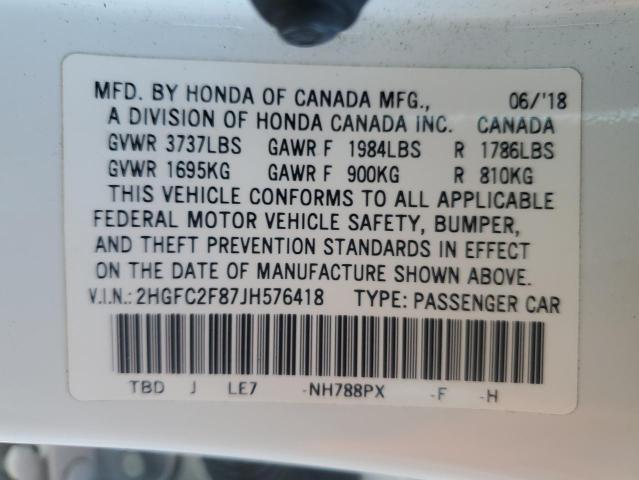 MFD. BY HONDA OF CANADA MFG., 06/'18
A DIVISION OF HONDA CANADA INC. CANADA
GVWR 3737LBS GAWR F 1984LBS R 1786LBS
GVWR 1695KG GAWR F 900KG R 810KG
THIS VEHICLE CONFORMS TO ALL APPLICABLE
FEDERAL MOTOR VEHICLE SAFETY, BUMPER,
AND THEFT PREVENTION STANDARDS IN EFFECT
ON THE DATE OF MANUFACTURE SHOWN ABOVE.
V.I.N.: 2HGFC2F87JH576418 TYPE: PASSENGER CAR
TBD J LE7 -NH788PX -F -H